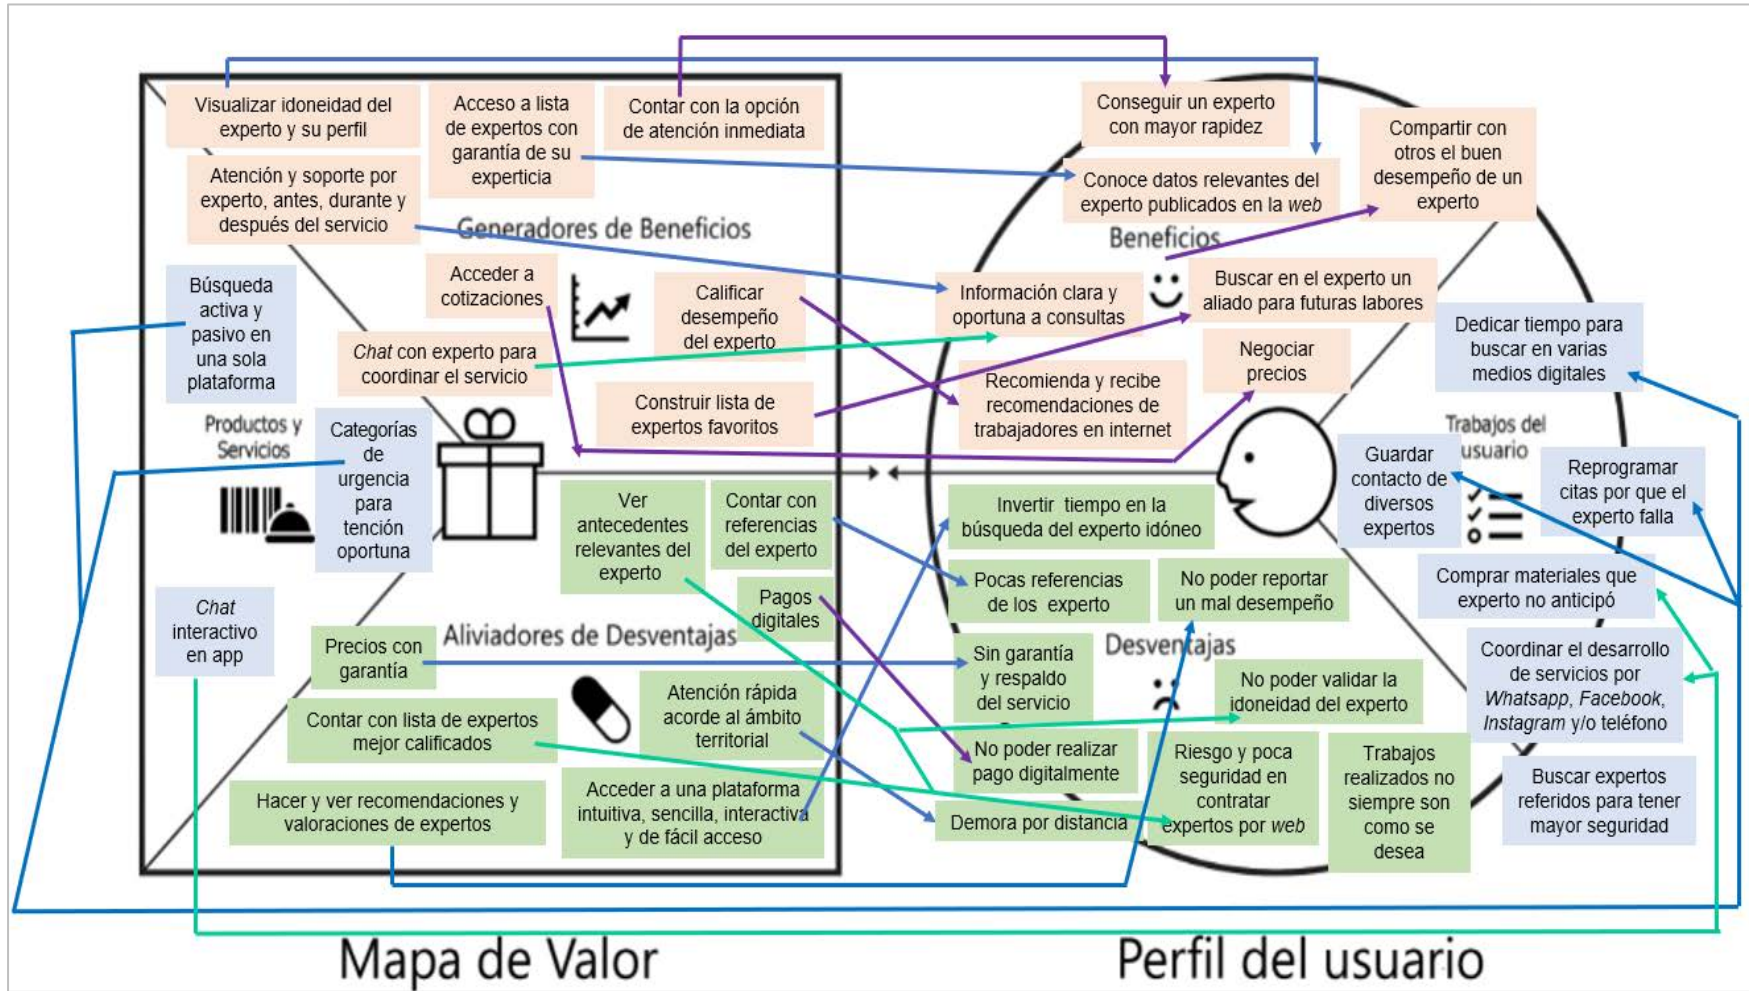 Visualizar idoneidad del
experto y su perfil
Acceso a lista
de expertos con
garantía de su
experticia
Contar con la opción
de atención inmediata
Atención y soporte por
experto, antes, durante y
después del servicio
Generadores de Beneficios
Búsqueda
activa y
pasivo en
una sola
plataforma
Acceder a
cotizaciones
Calificar
desempeño
del experto
Chat con experto para
coordinar el servicio
Construir lista de
expertos favoritos
Productos y
Servicios
Categorías
de
urgencia
para
tención
oportuna
Ver
antecedentes
relevantes del
experto
Contar con
referencias
del experto
Pagos
digitales
Chat
interactivo
en app
Aliviadores de Desventajas
Precios con
garantía
Contar con lista de expertos
mejor calificados
Atención rápida
acorde al ámbito
territorial
Hacer y ver recomendaciones y
valoraciones de expertos
Acceder a una plataforma
intuitiva, sencilla, interactiva
y de fácil acceso
Mapa de Valor
Conseguir un experto
con mayor rapidez
Compartir con
otros el buen
desempeño de un
experto
Conoce datos relevantes del
experto publicados en la web
Beneficios
Información clara y
oportuna a consultas
Buscar en el experto un
aliado para futuras labores
Recomienda y recibe
recomendaciones de
trabajadores en internet
Negociar
precios
Dedicar tiempo para
buscar en varias
medios digitales
Trabajos del
usuario
Guardar
contacto de
diversos
expertos
Reprogramar
citas por que el
experto falla
Comprar materiales que
experto no anticipó
Coordinar el desarrollo
de servicios por
Whatsapp, Facebook,
Instagram y/o teléfono
Buscar expertos
referidos para tener
mayor seguridad
Invertir tiempo en la
búsqueda del experto idóneo
Pocas referencias
de los experto
No poder reportar
un mal desempeño
Desventajas
Sin garantía
y respaldo
del servicio
No poder validar la
idoneidad del experto
No poder realizar
pago digitalmente
Riesgo y poca
seguridad en
contratar
expertos por web
Trabajos
realizados no
siempre son
como se
desea
Demora por distancia
Perfil del usuario